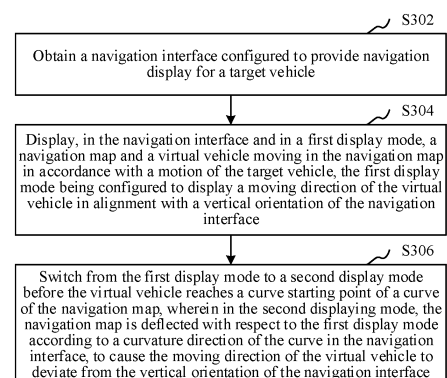 S302
Obtain a navigation interface configured to provide navigation
display for a target vehicle
S304
Display, in the navigation interface and in a first display mode, a
navigation map and a virtual vehicle moving in the navigation map
in accordance with a motion of the target vehicle, the first display
mode being configured to display a moving direction of the virtual
vehicle in alignment with a vertical orientation of the navigation
interface
S306
Switch from the first display mode to a second display mode
before the virtual vehicle reaches a curve starting point of a curve
of the navigation map, wherein in the second displaying mode, the
navigation map is deflected with respect to the first display mode
according to a curvature direction of the curve in the navigation
interface, to cause the moving direction of the virtual vehicle to
deviate from the vertical orientation of the navigation interface